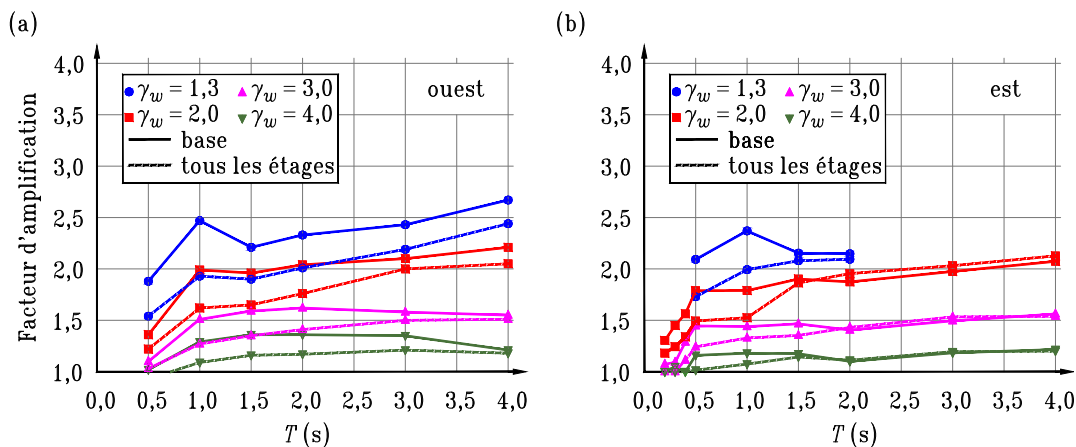 (a)
Facteur d'amplification
4,0
3,5
3,0
2,5
2,0
1,5
1,0
γw = 1,3 γw = 3,0
γw = 2,0 γw = 4,0
base
tous les étages
ouest
0,0 0,5 1,0 1,5 2,0 2,5 3,0 3,5 4,0
T (s)
(b)
4,0
3,5
3,0
2,5
2,0
1,5
1,0
γw = 1,3 γw = 3,0
γw = 2,0 γw = 4,0
base
tous les étages
est
0,0 0,5 1,0 1,5 2,0 2,5 3,0 3,5 4,0
T (s)